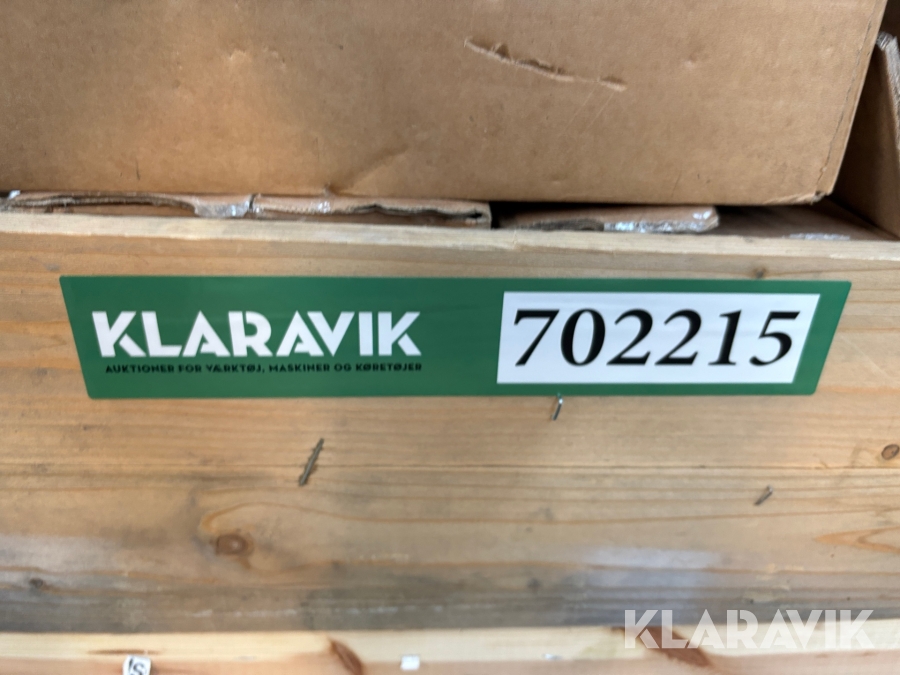 KLARAVIK
AUKTIONER FOR VÆRKTØJ, MASKINER OG KØRETØJER
702215
KLARAVIK